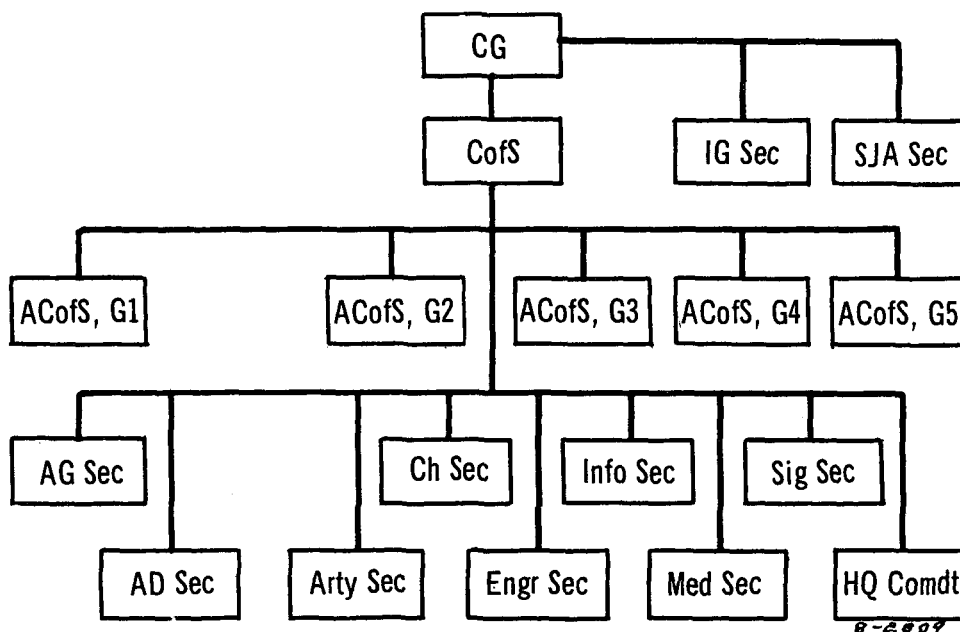 CG
CofS
IG Sec
SJA Sec
ACofS, G1
ACofS, G2
ACofS, G3
ACofS, G4
ACofS, G5
AG Sec
Ch Sec
Info Sec
Sig Sec
AD Sec
Arty Sec
Engr Sec
Med Sec
HQ Comdt